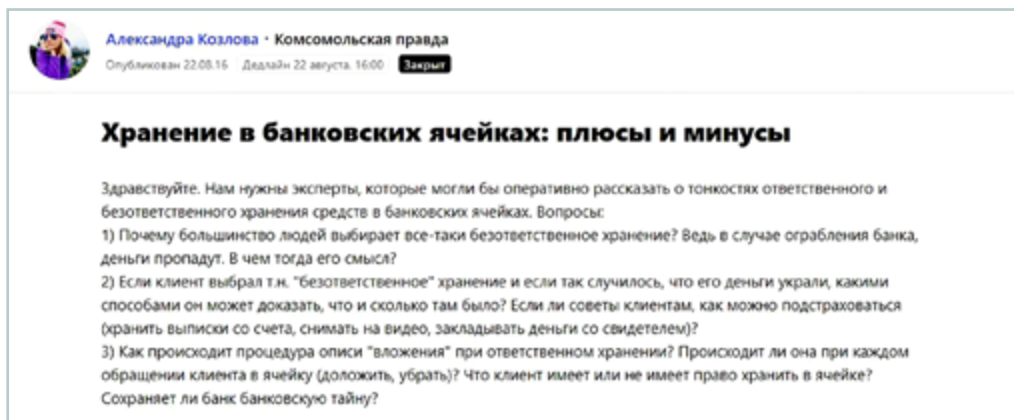 Александра Козлова · Комсомольская правда
Опубликован 22.08.16 Дедлайн 22 августа, 16:00 Закрыт
Хранение в банковских ячейках: плюсы и минусы
Здравствуйте. Нам нужны эксперты, которые могли бы оперативно рассказать о тонкостях ответственного и
безответственного хранения средств в банковских ячейках. Вопросы:
1) Почему большинство людей выбирает все-таки безответственное хранение? Ведь в случае ограбления банка,
деньги пропадут. В чем тогда его смысл?
2) Если клиент выбрал т.н. "безответственное" хранение и если так случилось, что его деньги украли, какими
способами он может доказать, что и сколько там было? Если ли советы клиентам, как можно подстраховаться
(хранить выписки со счета, снимать на видео, закладывать деньги со свидетелем)?
3) Как происходит процедура описи "вложения" при ответственном хранении? Происходит ли она при каждом
обращении клиента в ячейку (доложить, убрать)? Что клиент имеет или не имеет право хранить в ячейке?
Сохраняет ли банк банковскую тайну?